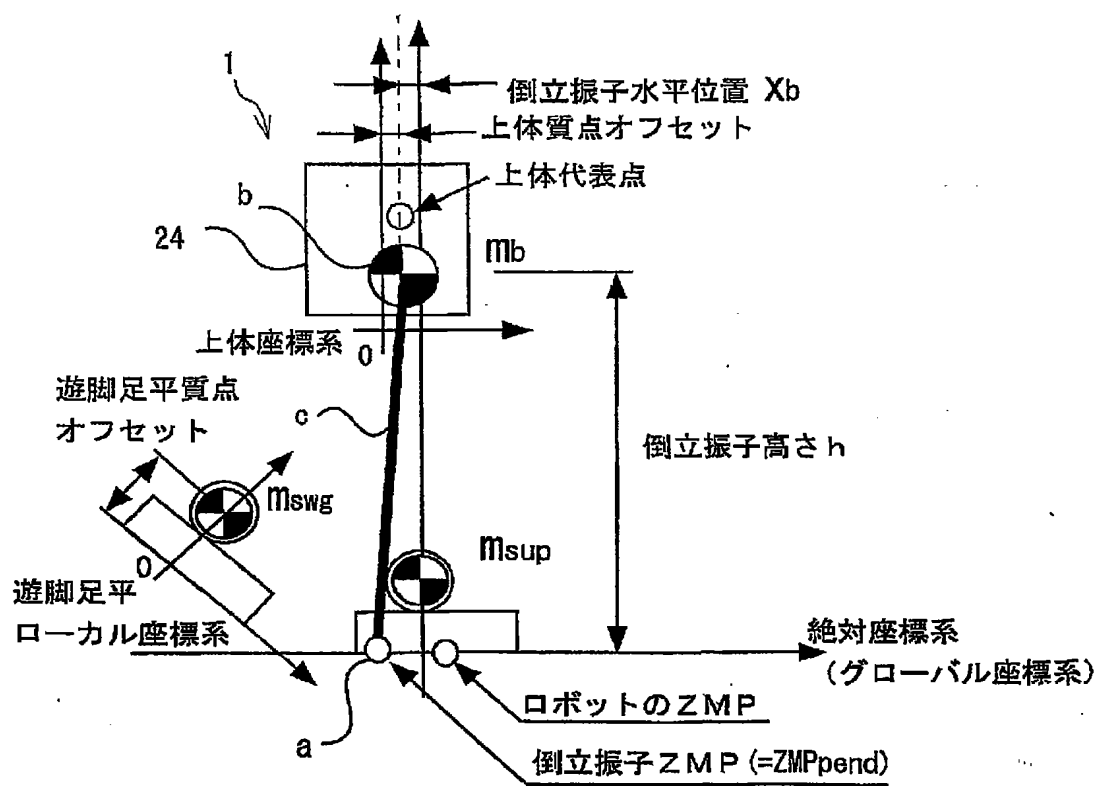 1
倒立振子水平位置 Xb
上体質点オフセット
上体代表点
b
24
mb
上体座標系
0
遊脚足平質点
オフセット
c
倒立振子高さh
mswg
msup
0
遊脚足平
ローカル座標系
絶対座標系
(グローバル座標系)
ロボットのZMP
a
倒立振子ZMP (=ZMPpend)